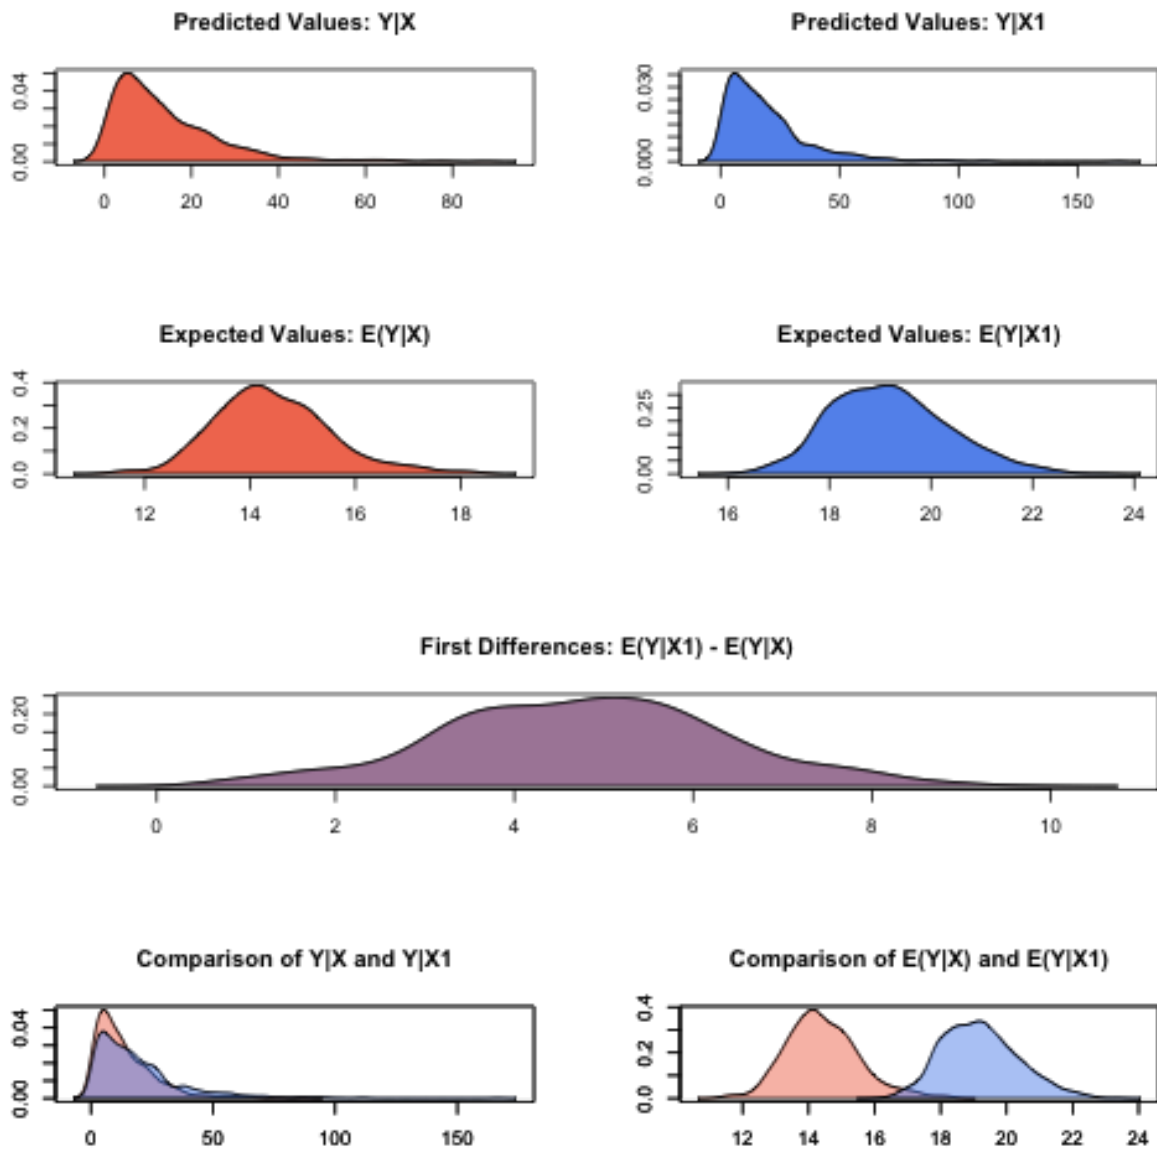 Predicted Values: Y|X
Predicted Values: Y|X1
0.04
0.00
0 20 40 60 80
0.030
0.000
0 50 100 150
Expected Values: E(Y|X)
Expected Values: E(Y|X1)
0.4
0.2
0.0
12 14 16 18
0.25
0.00
16 18 20 22 24
First Differences: E(Y|X1) - E(Y|X)
0.20
0.00
0 2 4 6 8 10
Comparison of Y|X and Y|X1
Comparison of E(Y|X) and E(Y|X1)
0.04
0.00
0 50 100 150
0.4
0.2
0.0
12 14 16 18 20 22 24